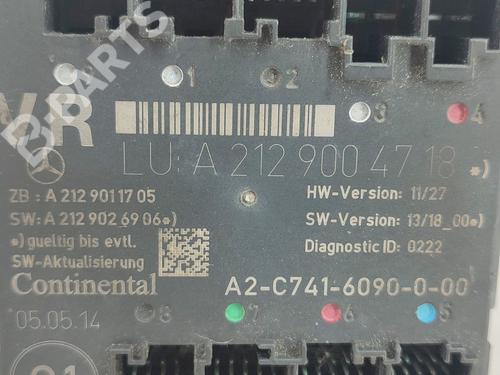 B-PARTS
VR
1 2
3 4
LU: A 212 900 47 18 *)
ZB : A 212 901 17 05
SW: A 212 902 69 06*)
*) gueltig bis evtl.
SW-Aktualisierung
HW-Version: 11/27
SW-Version: 13/18_00*)
Diagnostic ID: 0222
Continental
A2-C741-6090-0-00
05.05.14
8 7 6 5